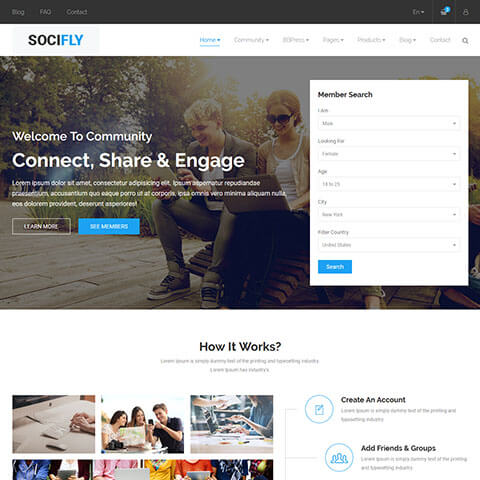 Blog FAQ Contact En 3
SOCIFLY
Home Community BBPress Pages Products Blog Contact
Member Search
I Am
Male
Looking For
Female
Age
18 to 25
City
New York
Filter Country
United States
Search
Welcome To Community
Connect, Share & Engage
Lorem ipsum dolor sit amet, consectetur adipisicing elit, Ipsum aspernatur repudiandae
praesentium, accusantium quo eaque porro ut at corporis, ipsa omnis vitae aliquam nulla,
eos dolorem provident, deserunt asperiores!
LEARN MORE SEE MEMBERS
How It Works?
Lorem Ipsum is simply dummy text of the printing and typesetting industry.
Lorem Ipsum has industry's
Create An Account
Lorem Ipsum is simply dummy text of the printing and
typesetting industry
Add Friends & Groups
Lorem Ipsum is simply dummy text of the printing and
typesetting industry